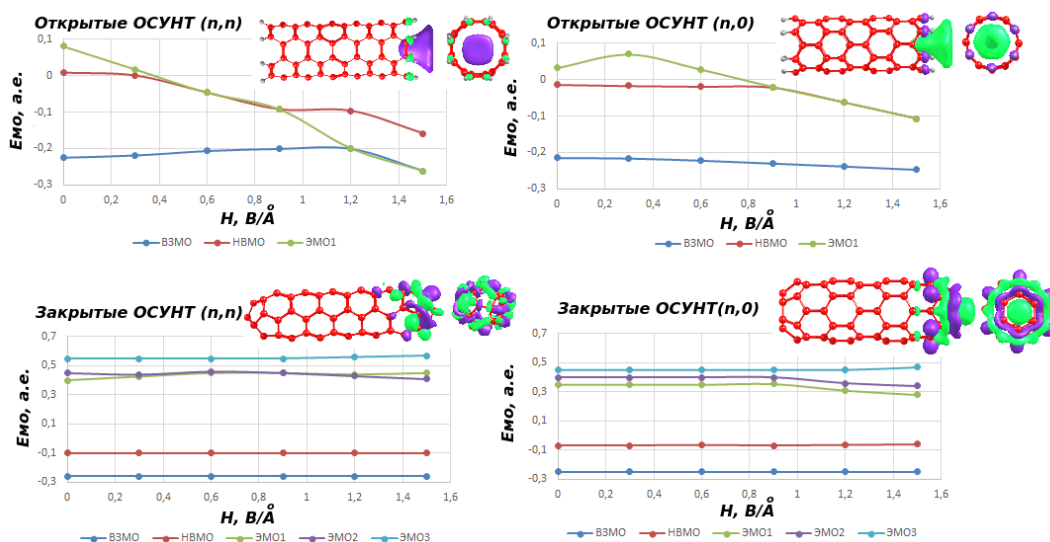 Открытые ОСУНТ (n,n)
Емо, а.е.
0,1
0
-0,1
-0,2
-0,3
0 0,2 0,4 0,6 0,8 1 1,2 1,4 1,6
H, В/Å
ВЗМО НВМО ЭМО1
Открытые ОСУНТ (n,0)
Емо, а.е.
0,1
0
-0,1
-0,2
-0,3
0 0,2 0,4 0,6 0,8 1 1,2 1,4 1,6
H, В/Å
ВЗМО НВМО ЭМО1
Закрытые ОСУНТ (n,n)
Емо, а.е.
0,7
0,5
0,3
0,1
-0,1
-0,3
0 0,2 0,4 0,6 0,8 1 1,2 1,4 1,6
H, В/Å
ВЗМО НВМО ЭМО1 ЭМО2 ЭМО3
Закрытые ОСУНТ(n,0)
Емо, а.е.
0,7
0,5
0,3
0,1
-0,1
-0,3
0 0,2 0,4 0,6 0,8 1 1,2 1,4 1,6
H, В/Å
ВЗМО НВМО ЭМО1 ЭМО2 ЭМО3